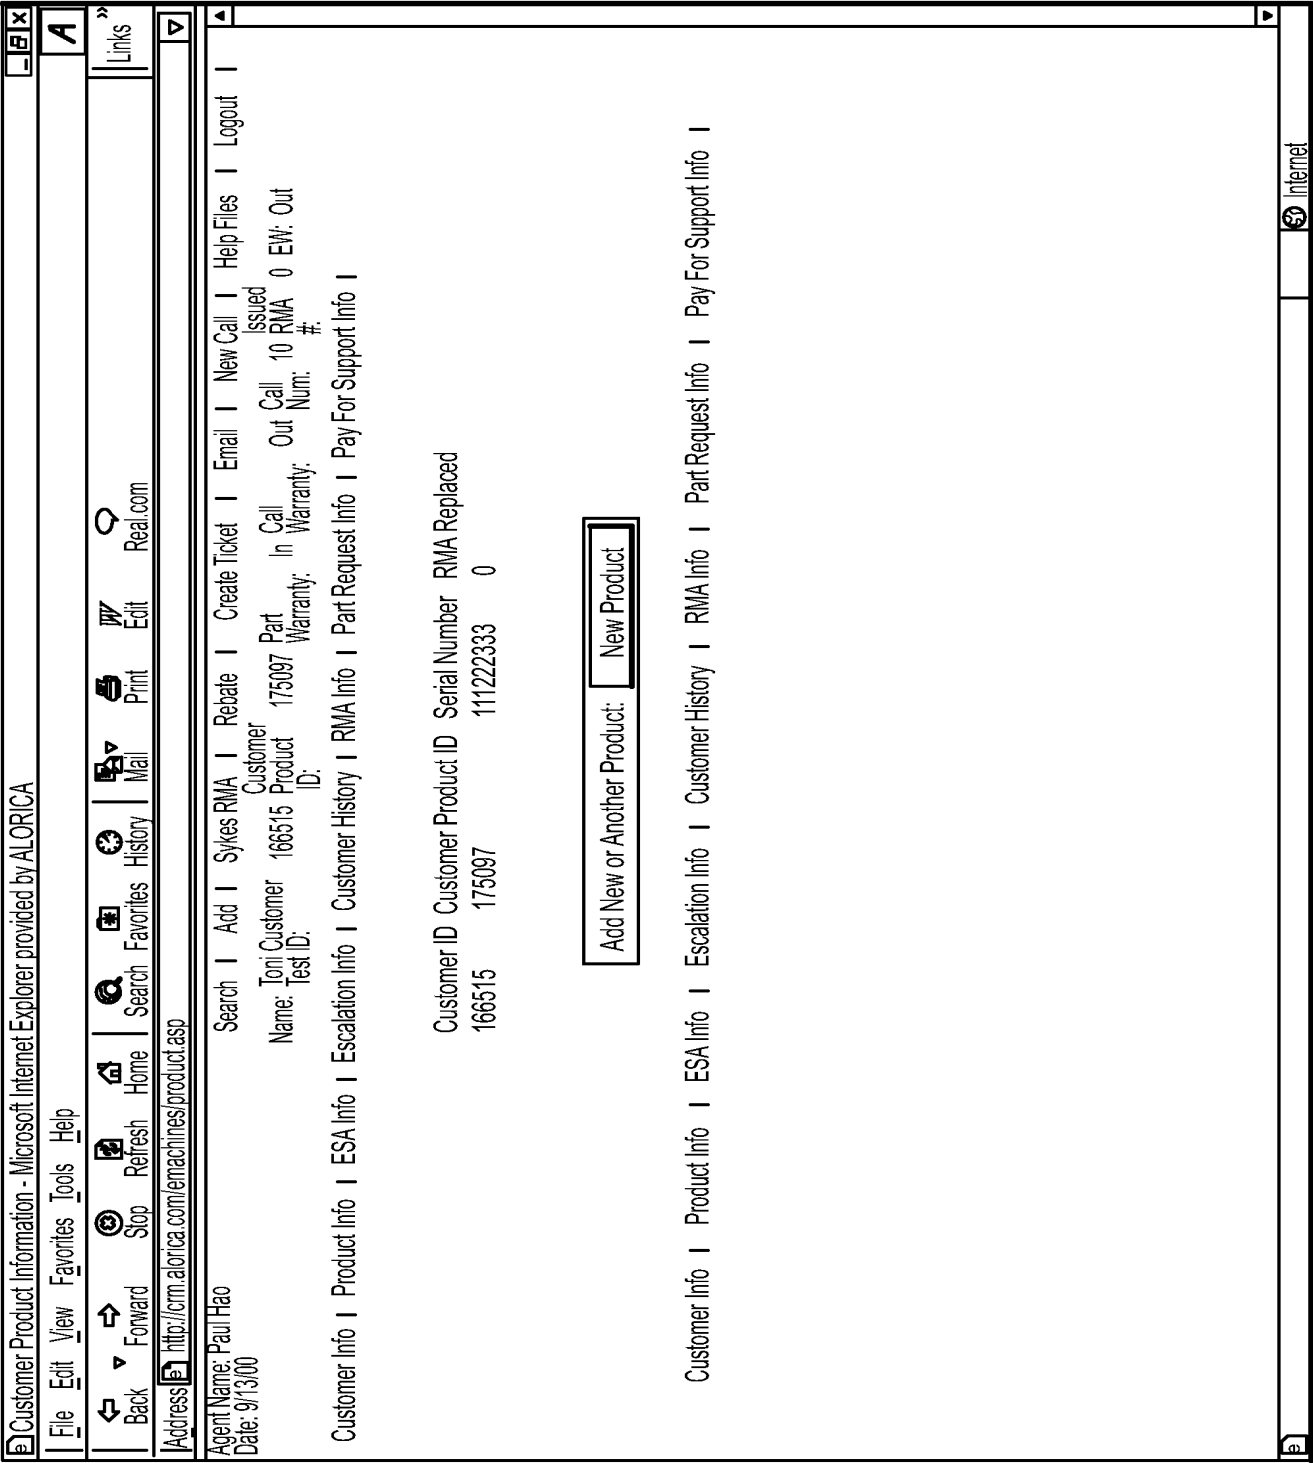 Customer Product Information - Microsoft Internet Explorer provided by ALORICA
File Edit View Favorites Tools Help
Back Forward Stop Refresh Home Search Favorites History Mail Print Edit Real.com Links »
Address http://crm.alorica.com/emachines/product.asp
Agent Name: Paul Hao
Date: 9/13/00
Search | Add | Sykes RMA | Rebate | Create Ticket | Email | New Call | Help Files | Logout |
Customer Issued
Name: Toni Customer 166515 Product 175097 Part In Call Out Call 10 RMA 0 EW: Out
Test ID: ID: Warranty: Warranty: Num: #:
Customer Info | Product Info | ESA Info | Escalation Info | Customer History | RMA Info | Part Request Info | Pay For Support Info |
Customer ID Customer Product ID Serial Number RMA Replaced
166515 175097 111222333 0
Add New or Another Product: New Product
Customer Info | Product Info | ESA Info | Escalation Info | Customer History | RMA Info | Part Request Info | Pay For Support Info |
Internet